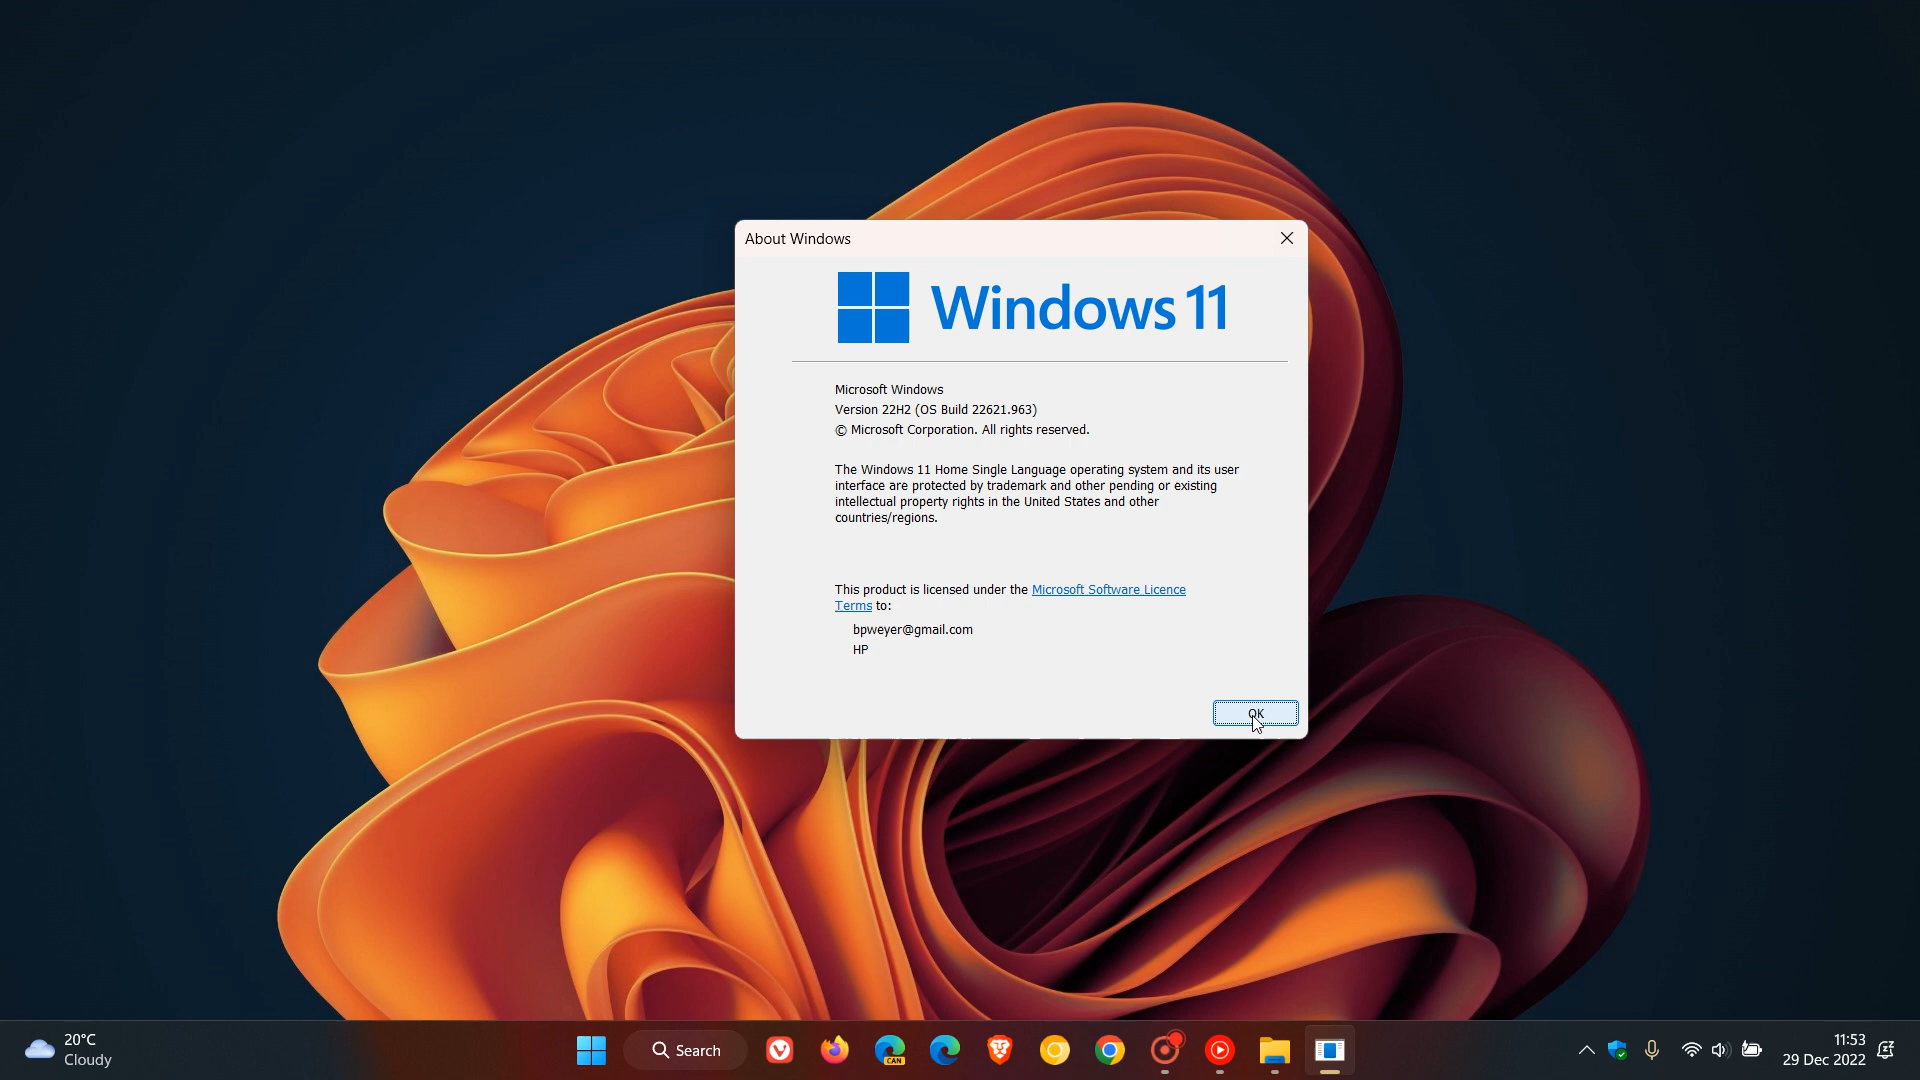 About Windows
Windows 11
Microsoft Windows
Version 22H2 (OS Build 22621.963)
© Microsoft Corporation. All rights reserved.
The Windows 11 Home Single Language operating system and its user
interface are protected by trademark and other pending or existing
intellectual property rights in the United States and other
countries/regions.
This product is licensed under the Microsoft Software Licence
Terms to:
bpweyer@gmail.com
HP
OK
20°C
Cloudy
Search
CAN
11:53
29 Dec 2022